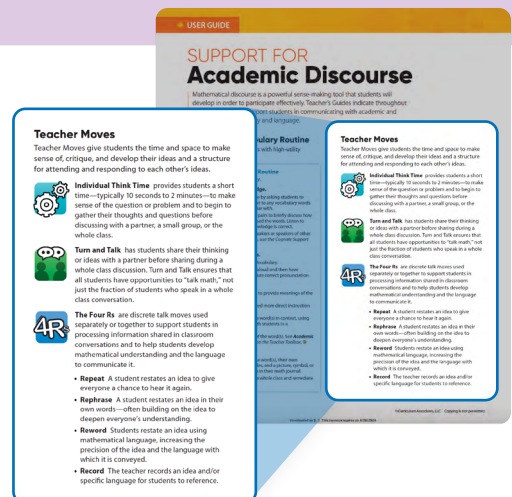 USER GUIDE
SUPPORT FOR
Academic Discourse
Mathematical discourse is a powerful sense-making tool that students will
develop in order to participate effectively. Teacher's Guides indicate throughout
support students in communicating with academic and
and language.
Vocabulary Routine
with high-utility
Routine
Teacher Moves
Teacher Moves give students the time and space to make
sense of, critique, and develop their ideas and a structure
for attending and responding to each other's ideas.
Individual Think Time provides students a short
time—typically 10 seconds to 2 minutes—to make
sense of the question or problem and to begin to
gather their thoughts and questions before
discussing with a partner, a small group, or the
whole class.
Turn and Talk has students share their thinking
or ideas with a partner before sharing during a
whole class discussion. Turn and Talk ensures that
all students have opportunities to "talk math," not
just the fraction of students who speak in a whole
class conversation.
4Rs
The Four Rs are discrete talk moves used
separately or together to support students in
processing information shared in classroom
conversations and to help students develop
mathematical understanding and the language
to communicate it.
• Repeat A student restates an idea to give
everyone a chance to hear it again.
• Rephrase A student restates an idea in their
own words—often building on the idea to
deepen everyone's understanding.
• Reword Students restate an idea using
mathematical language, increasing the
precision of the idea and the language with
which it is conveyed.
• Record The teacher records an idea and/or
specific language for students to reference.
Teacher Moves
Teacher Moves give students the time and space to make
sense of, critique, and develop their ideas and a structure
for attending and responding to each other's ideas.
Individual Think Time provides students a short
time—typically 10 seconds to 2 minutes—to make
sense of the question or problem and to begin to
gather their thoughts and questions before
discussing with a partner, a small group, or the
whole class.
Turn and Talk has students share their thinking
or ideas with a partner before sharing during a
whole class discussion. Turn and Talk ensures that
all students have opportunities to "talk math," not
just the fraction of students who speak in a whole
class conversation.
4Rs
The Four Rs are discrete talk moves used
separately or together to support students in
processing information shared in classroom
conversations and to help students develop
mathematical understanding and the language
to communicate it.
• Repeat A student restates an idea to give
everyone a chance to hear it again.
• Rephrase A student restates an idea in their
own words—often building on the idea to
deepen everyone's understanding.
• Reword Students restate an idea using
mathematical language, increasing the
precision of the idea and the language with
which it is conveyed.
• Record The teacher records an idea and/or
specific language for students to reference.
©Curriculum Associates, LLC Copying is not permitted.